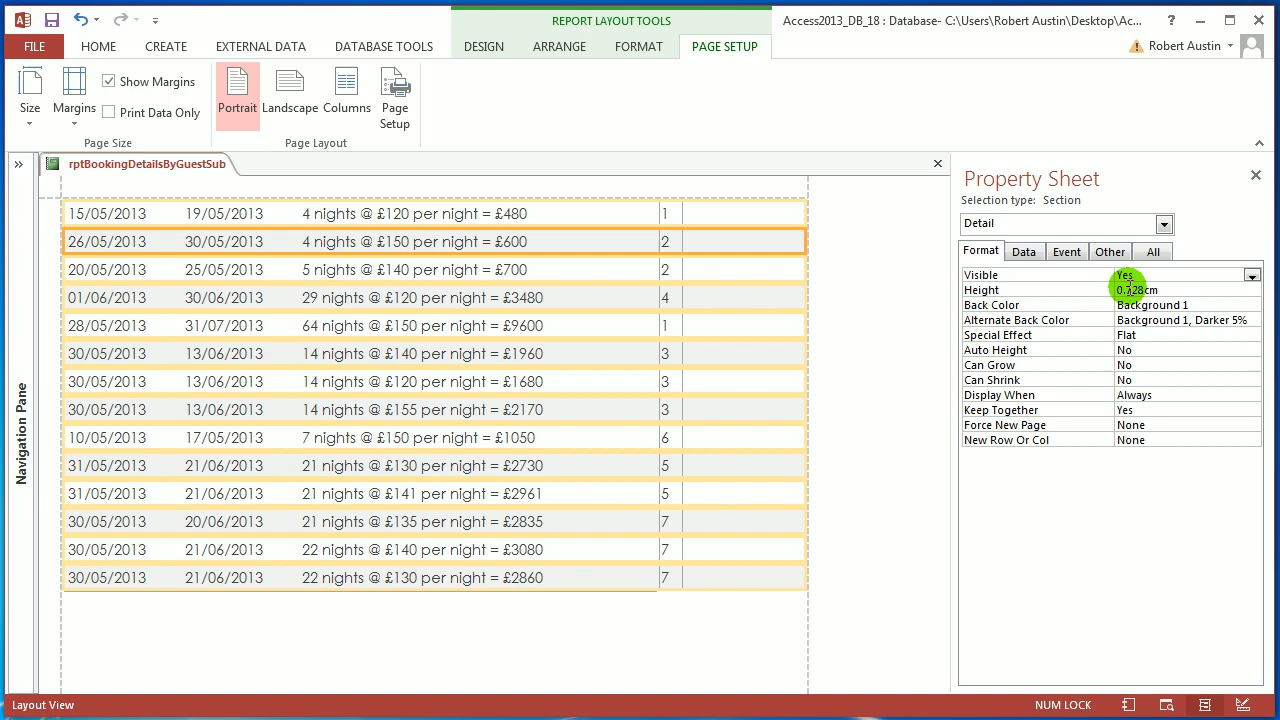 REPORT LAYOUT TOOLS
Access2013_DB_18 : Database- C:\Users\Robert Austin\Desktop\Ac...
?
FILE HOME CREATE EXTERNAL DATA DATABASE TOOLS DESIGN ARRANGE FORMAT PAGE SETUP Robert Austin
Size Margins Show Margins Print Data Only
Portrait Landscape Columns Page Setup
Page Size Page Layout
rptBookingDetailsByGuestSub
Navigation Pane
15/05/2013 19/05/2013 4 nights @ £120 per night = £480 1
26/05/2013 30/05/2013 4 nights @ £150 per night = £600 2
20/05/2013 25/05/2013 5 nights @ £140 per night = £700 2
01/06/2013 30/06/2013 29 nights @ £120 per night = £3480 4
28/05/2013 31/07/2013 64 nights @ £150 per night = £9600 1
30/05/2013 13/06/2013 14 nights @ £140 per night = £1960 3
30/05/2013 13/06/2013 14 nights @ £120 per night = £1680 3
30/05/2013 13/06/2013 14 nights @ £155 per night = £2170 3
10/05/2013 17/05/2013 7 nights @ £150 per night = £1050 6
31/05/2013 21/06/2013 21 nights @ £130 per night = £2730 5
31/05/2013 21/06/2013 21 nights @ £141 per night = £2961 5
30/05/2013 20/06/2013 21 nights @ £135 per night = £2835 7
30/05/2013 21/06/2013 22 nights @ £140 per night = £3080 7
30/05/2013 21/06/2013 22 nights @ £130 per night = £2860 7
Property Sheet
Selection type: Section
Detail
Format Data Event Other All
Visible Yes
Height
Back Color Background 1
Alternate Back Color Background 1, Darker 5%
Special Effect Flat
Auto Height No
Can Grow No
Can Shrink No
Display When Always
Keep Together Yes
Force New Page None
New Row Or Col None
Layout View NUM LOCK